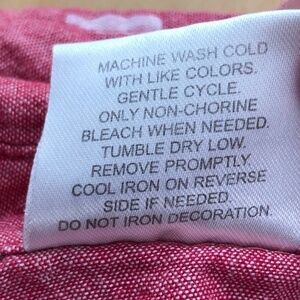 MACHINE WASH COLD
WITH LIKE COLORS.
GENTLE CYCLE.
ONLY NON-CHORINE
BLEACH WHEN NEEDED.
TUMBLE DRY LOW.
REMOVE PROMPTLY.
COOL IRON ON REVERSE
SIDE IF NEEDED.
DO NOT IRON DECORATION.